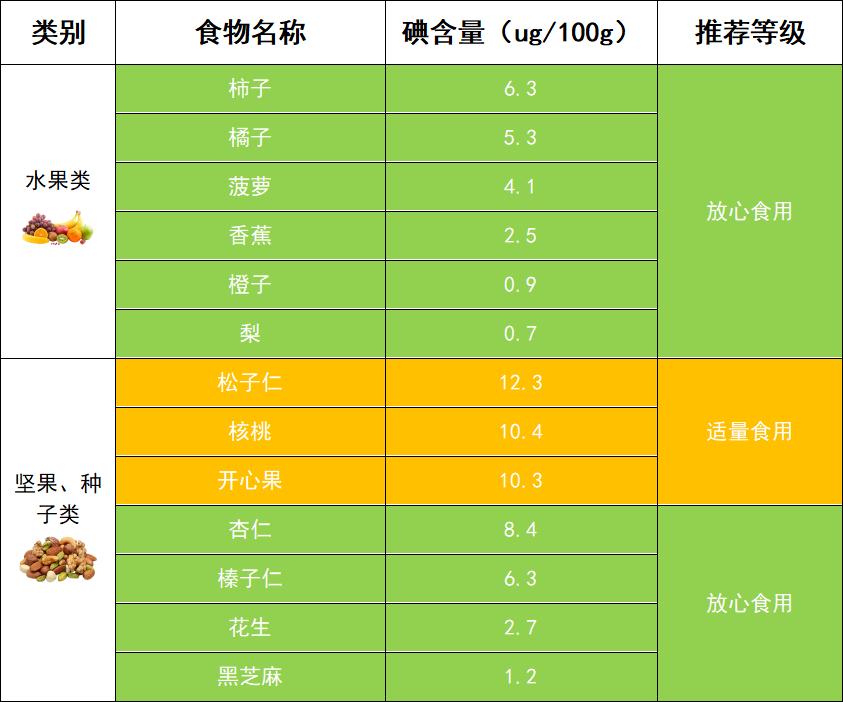 类别 食物名称 碘含量（ug/100g） 推荐等级
水果类
柿子 6.3
橘子 5.3
菠萝 4.1
放心食用
香蕉 2.5
橙子 0.9
梨 0.7
坚果、种
子类
松子仁 12.3
核桃 10.4 适量食用
开心果 10.3
杏仁 8.4
榛子仁 6.3
放心食用
花生 2.7
黑芝麻 1.2